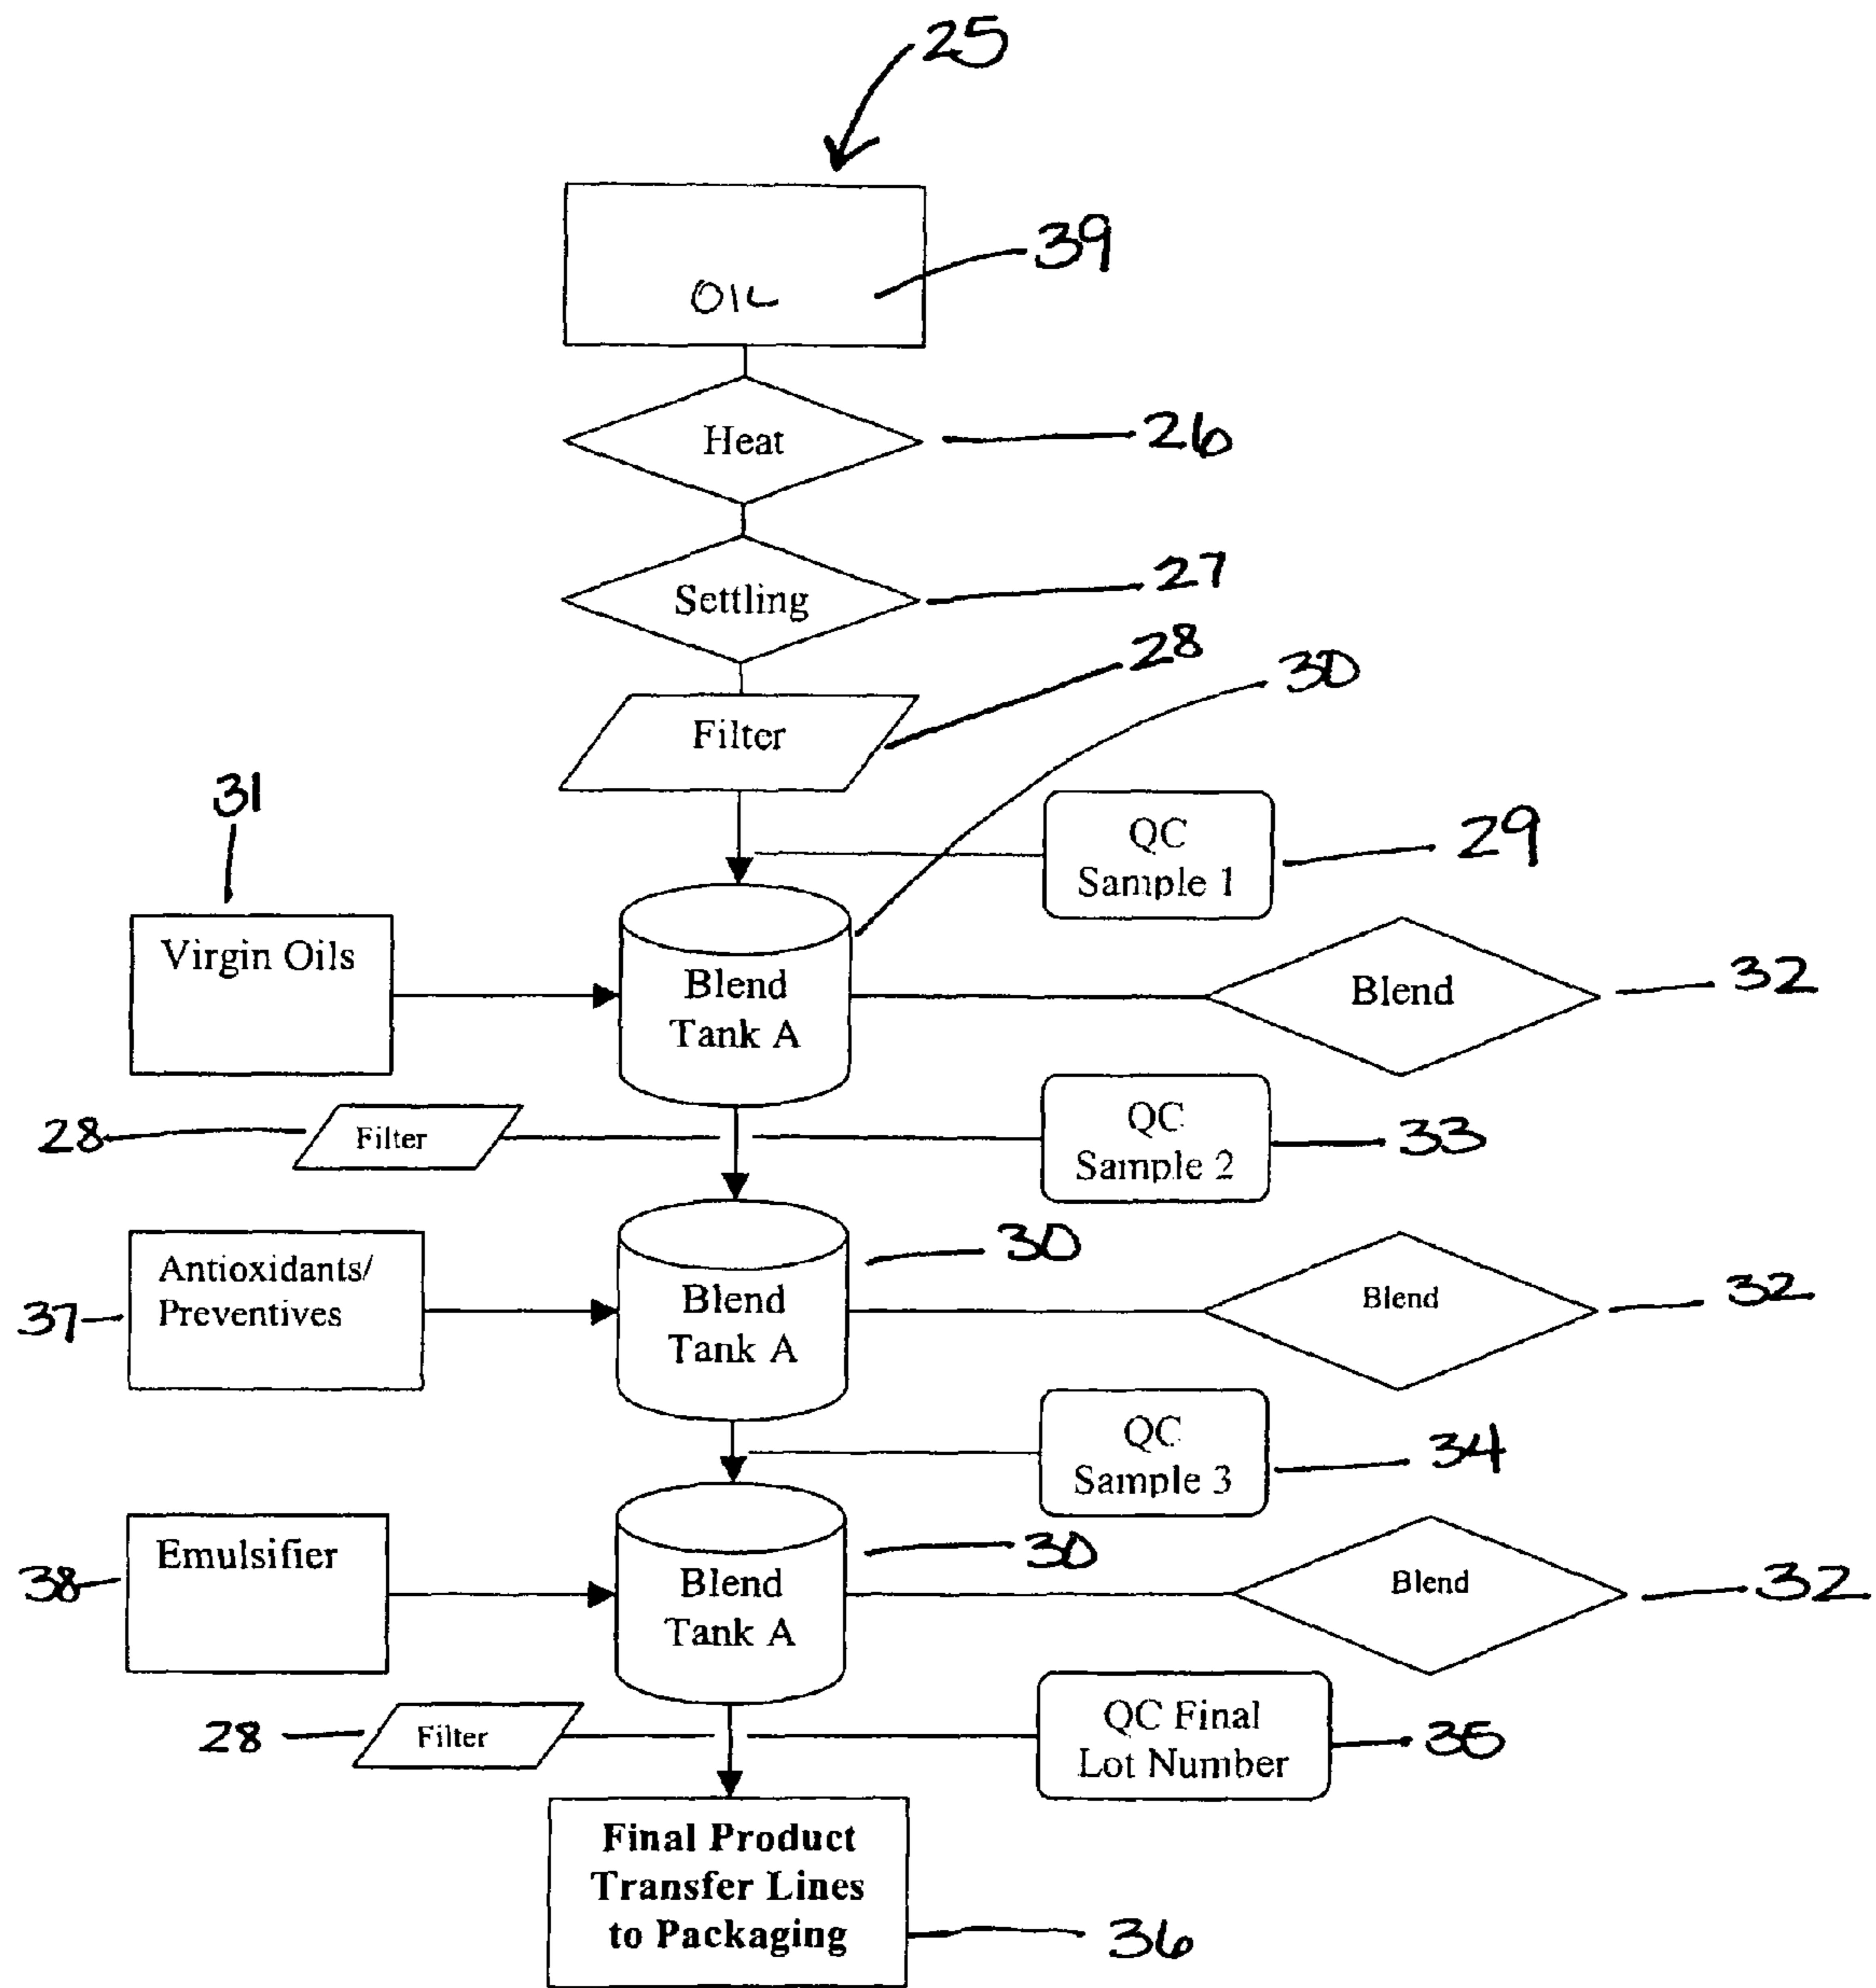 25
39
OIL
Heat
26
Settling
27
28
30
Filter
31
QC
Sample 1
29
Virgin Oils
Blend
Tank A
Blend
32
28
Filter
QC
Sample 2
33
Antioxidants/
Preventives
37
Blend
Tank A
30
Blend
32
QC
Sample 3
34
Emulsifier
38
Blend
Tank A
30
Blend
32
28
Filter
QC Final
Lot Number
35
Final Product
Transfer Lines
to Packaging
36